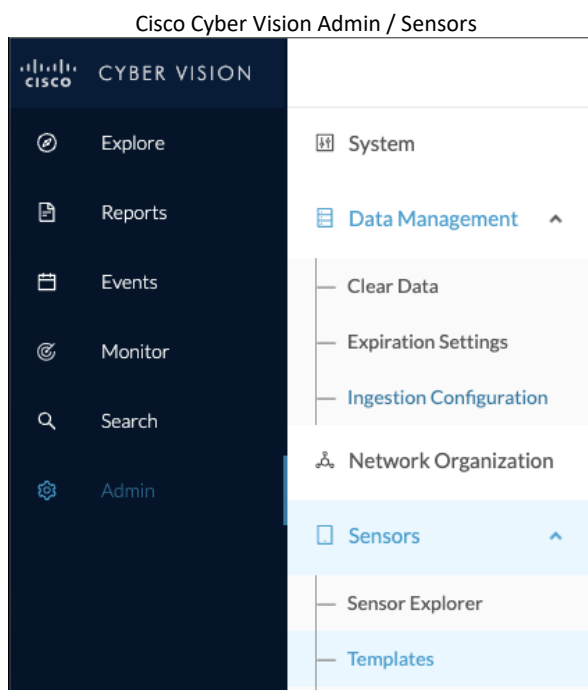 Cisco Cyber Vision Admin / Sensors
CISCO CYBER VISION
Explore
Reports
Events
Monitor
Search
Admin
System
Data Management
Clear Data
Expiration Settings
Ingestion Configuration
Network Organization
Sensors
Sensor Explorer
Templates